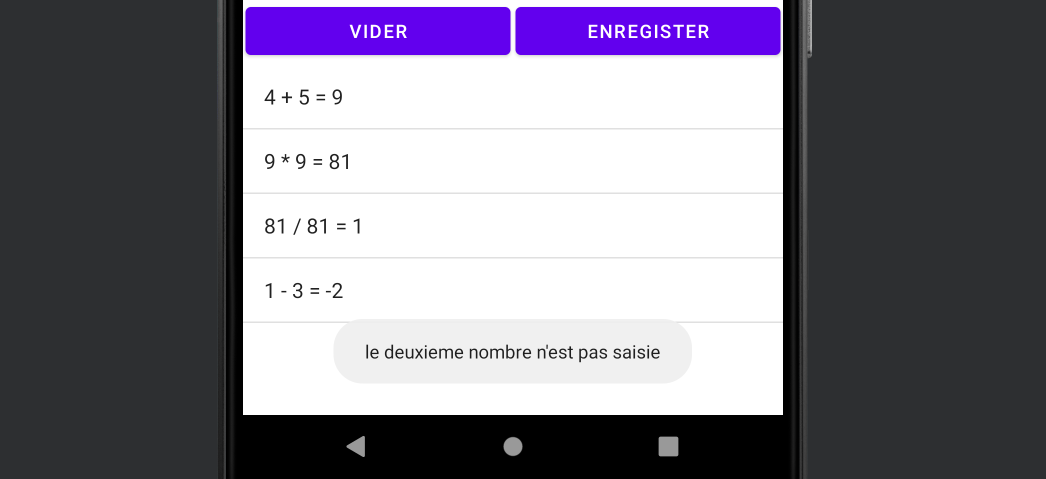 VIDER ENREGISTER
4 + 5 = 9
9 * 9 = 81
81 / 81 = 1
1 - 3 = -2
le deuxieme nombre n'est pas saisie